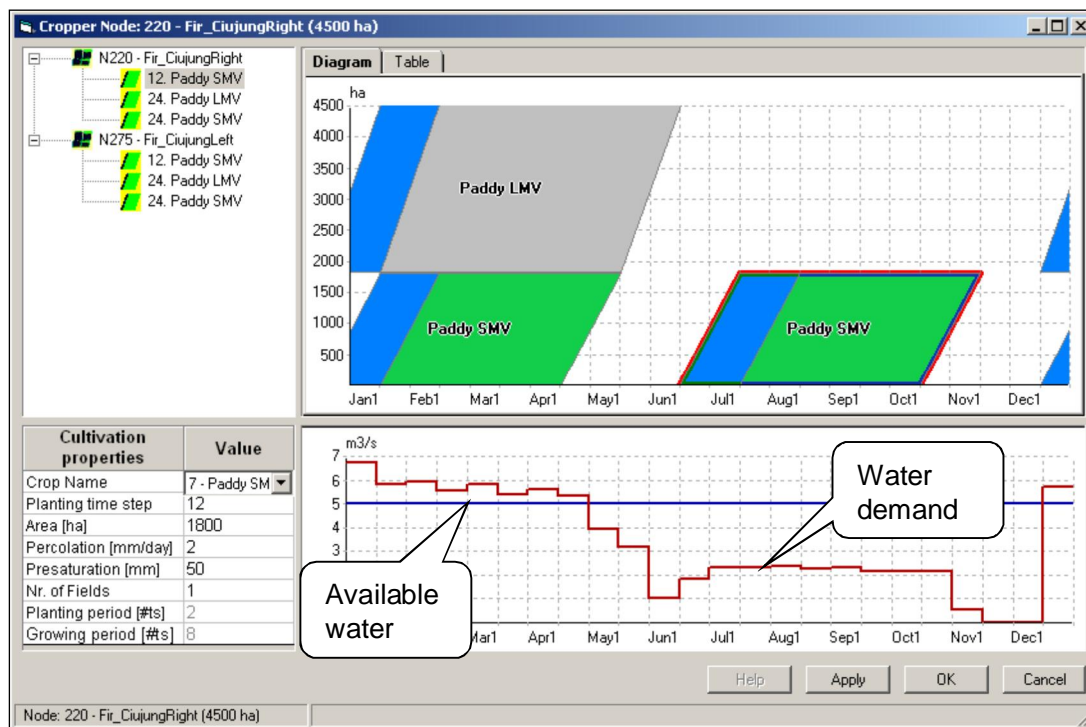 Cropper Node: 220 - Fir_CiujungRight (4500 ha)
N220 - Fir_CiujungRight
12. Paddy SMV
24. Paddy LMV
24. Paddy SMV
N275 - Fir_CiujungLeft
12. Paddy SMV
24. Paddy LMV
24. Paddy SMV
Diagram Table
ha
4500
4000
3500
3000
2500
2000
1500
1000
500
Paddy LMV
Paddy SMV
Paddy SMV
Jan1 Feb1 Mar1 Apr1 May1 Jun1 Jul1 Aug1 Sep1 Oct1 Nov1 Dec1
Cultivation properties Value
Crop Name 7 - Paddy SM
Planting time step 12
Area [ha] 1800
Percolation [mm/day] 2
Presaturation [mm] 50
Nr. of Fields 1
Planting period [#ts] 2
Growing period [#ts] 8
m3/s
7
6
5
4
3
Available
water
Water
demand
Mar1 Apr1 May1 Jun1 Jul1 Aug1 Sep1 Oct1 Nov1 Dec1
Help Apply OK Cancel
Node: 220 - Fir_CiujungRight (4500 ha)